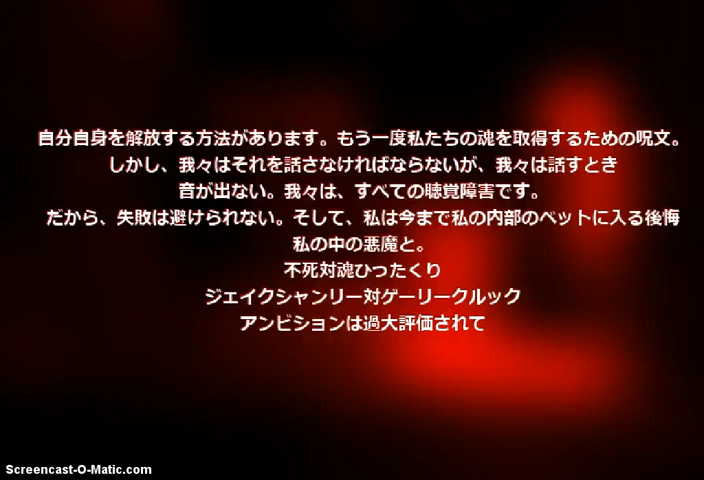 自分自身を解放する方法があります。もう一度私たちの魂を取得するための呪文。
しかし、我々はそれを話さなければならないが、我々は話すとき
音が出ない。我々は、すべての聴覚障害です。
だから、失敗は避けられない。そして、私は今まで私の内部のベットに入る後悔
私の中の悪魔と。
不死対魂ひったくり
ジェイクシャンリー対ゲーリークルック
アンビションは過大評価されて
Screencast-O-Matic.com